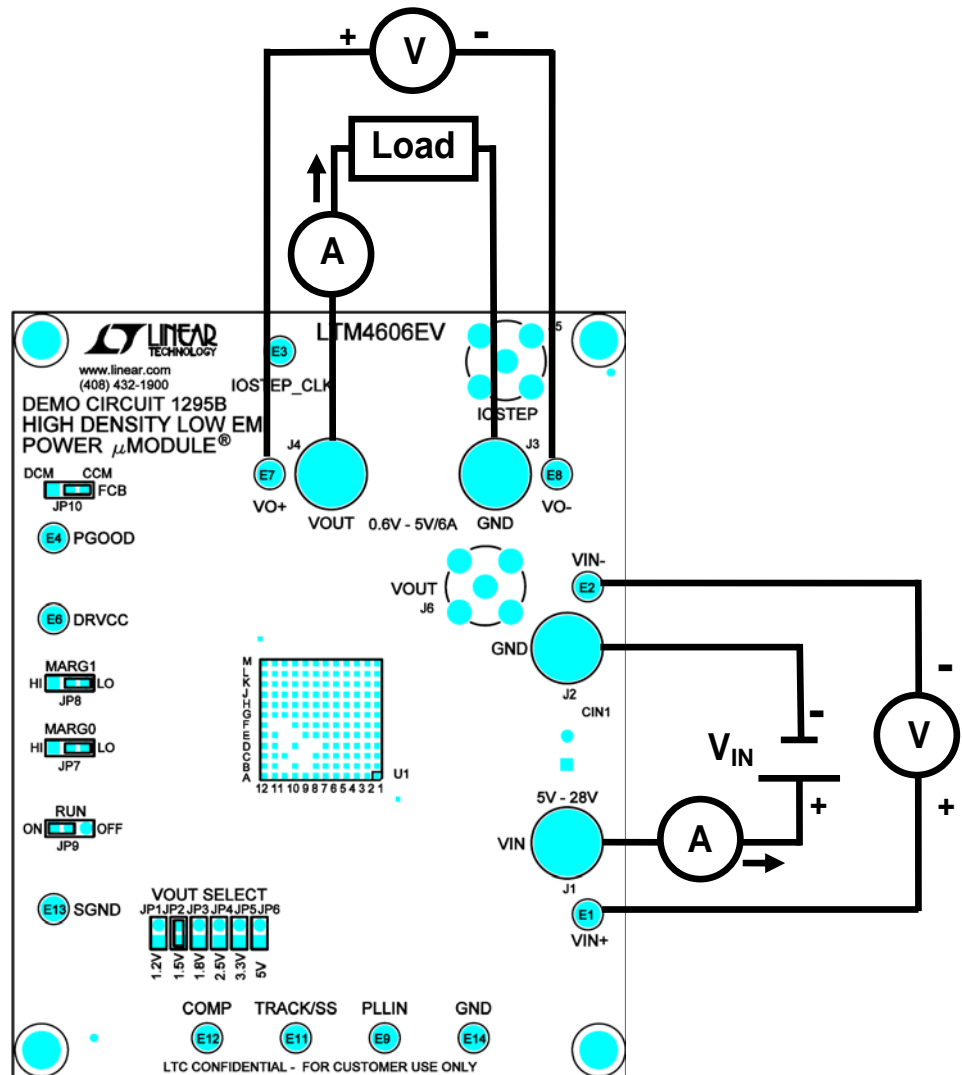 + V -
Load
A
LINEAR
TECHNOLOGY
www.linear.com
(408) 432-1900
LTM4606EV
E3
IOSTEP_CLK
J5
IOSTEP
DEMO CIRCUIT 1295B
HIGH DENSITY LOW EM
POWER µMODULE®
J4
J3
E7
E8
VO+
VOUT
0.6V - 5V/6A
GND
VO-
DCM
CCM
FCB
JP10
E4 PGOOD
VIN-
E2
VOUT
J6
E6 DRVCC
GND
J2
CIN1
MARG1
HI
LO
JP8
MARG0
HI
LO
JP7
M
L
K
J
H
G
F
E
D
C
B
A
U1
12 11 10 9 8 7 6 5 4 3 2 1
-
VIN
+
-
V
+
5V - 28V
VIN
J1
A
RUN
ON
OFF
JP9
E1
VIN+
E13 SGND
VOUT SELECT
JP1 JP2 JP3 JP4 JP5 JP6
1.2V 1.5V 1.8V 2.5V 3.3V 5V
COMP TRACK/SS PLLIN GND
E12 E11 E9 E14
LTC CONFIDENTIAL - FOR CUSTOMER USE ONLY